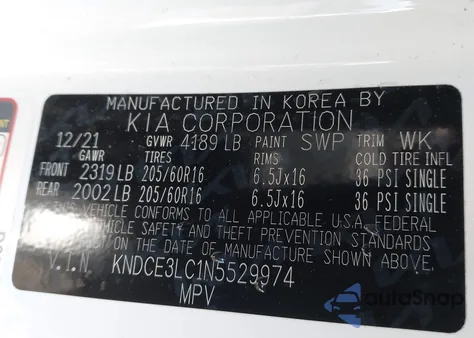 MANUFACTURED IN KOREA BY
KIA CORPORATION
12/21 GVWR 4189 LB PAINT SWP TRIM WK
GAWR TIRES RIMS COLD TIRE INFL
FRONT 2319 LB 205/60R16 6.5Jx16 36 PSI SINGLE
REAR 2002 LB 205/60R16 6.5Jx16 36 PSI SINGLE
THIS VEHICLE CONFORMS TO ALL APPLICABLE U.S.A. FEDERAL
VEHICLE SAFETY AND THEFT PREVENTION STANDARDS
IN EFFECT ON THE DATE OF MANUFACTURE SHOWN ABOVE.
V.I.N. KNDCE3LC1N5529974
MPV
autoSnap